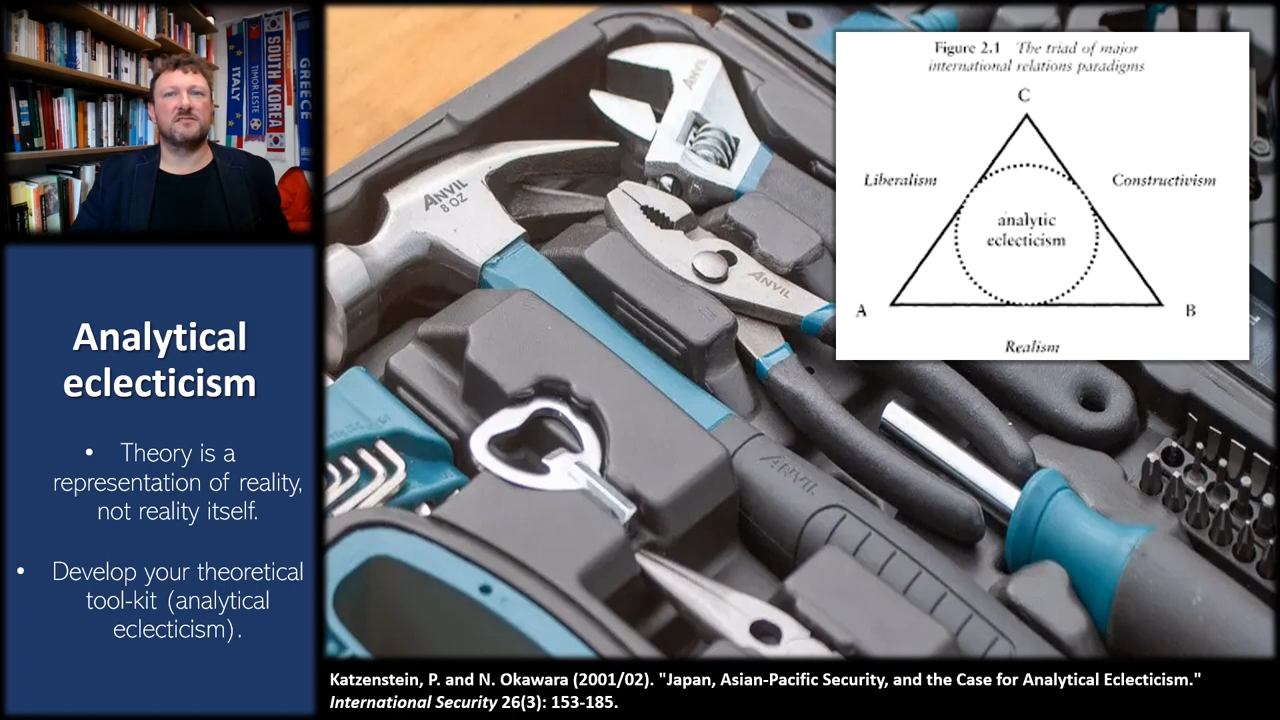 ITALY
TIMOR LESTE
SOUTH KOREA
GREECE
Analytical
eclecticism
• Theory is a
representation of reality,
not reality itself.
• Develop your theoretical
tool-kit (analytical
eclecticism).
ANVIL
ANVIL
8 OZ
ANVIL
ANVIL
Figure 2.1 The triad of major
international relations paradigms
C
Liberalism
Constructivism
analytic
eclecticism
A
B
Realism
Katzenstein, P. and N. Okawara (2001/02). "Japan, Asian-Pacific Security, and the Case for Analytical Eclecticism."
International Security 26(3): 153-185.